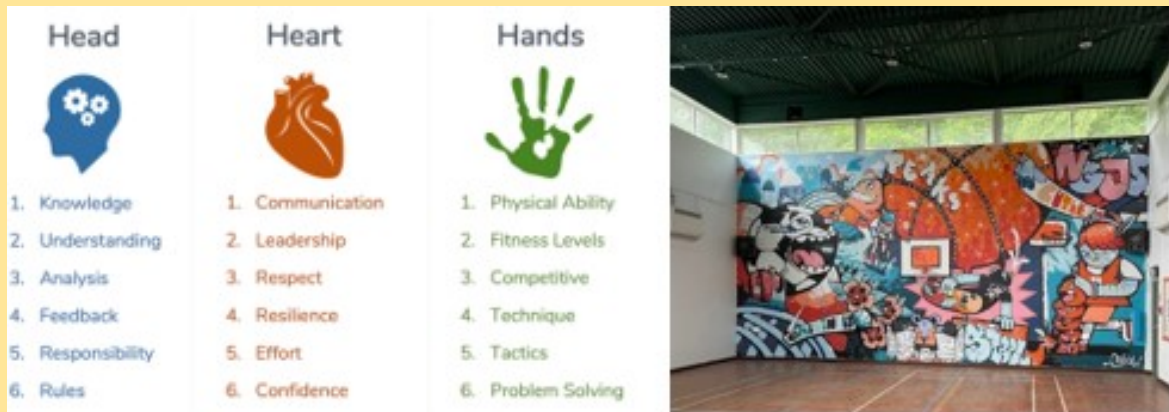 Head
1. Knowledge
2. Understanding
3. Analysis
4. Feedback
5. Responsibility
6. Rules
Heart
1. Communication
2. Leadership
3. Respect
4. Resilience
5. Effort
6. Confidence
Hands
1. Physical Ability
2. Fitness Levels
3. Competitive
4. Technique
5. Tactics
6. Problem Solving